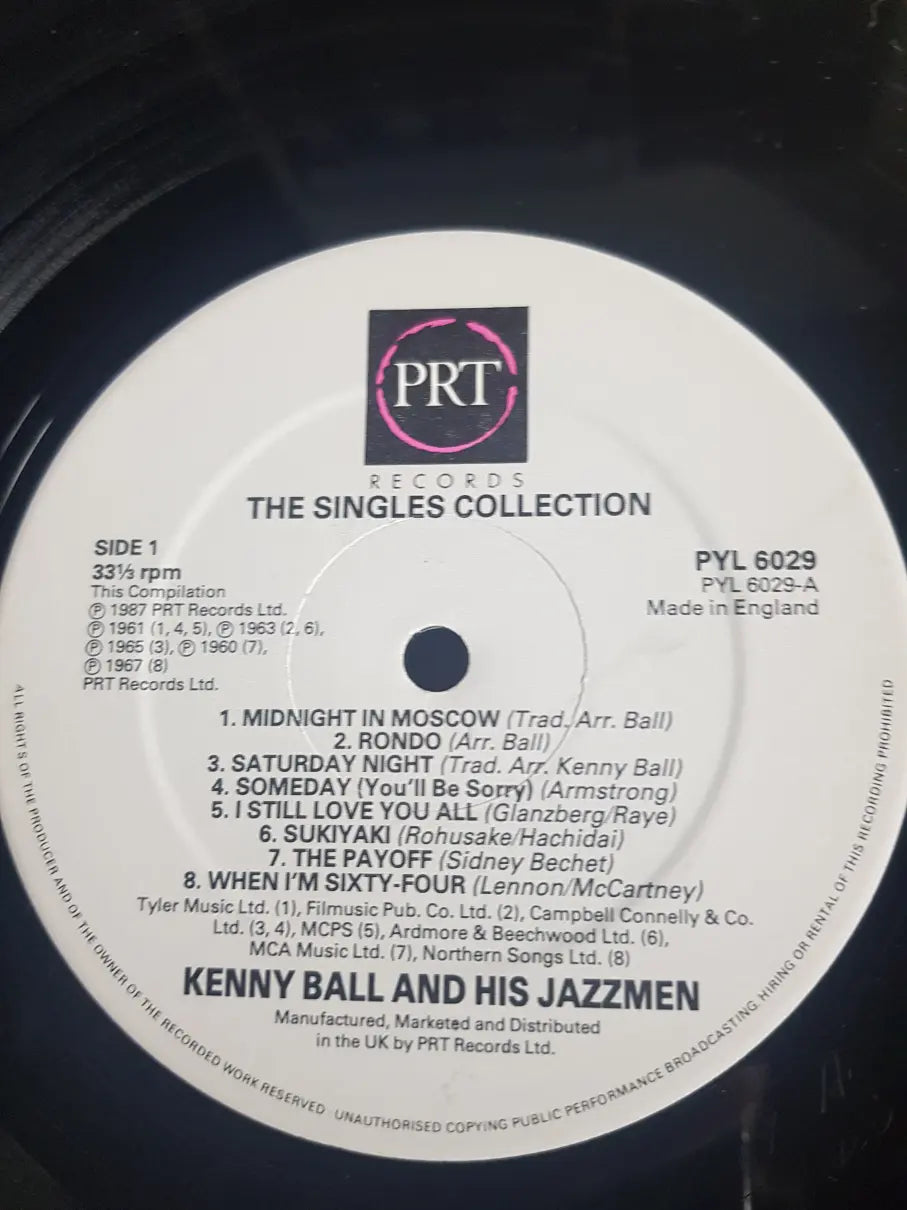 PRT
RECORDS
THE SINGLES COLLECTION
SIDE 1
33⅓ rpm
This Compilation
℗ 1987 PRT Records Ltd.
℗ 1961 (1, 4, 5), ℗ 1963 (2, 6),
℗ 1965 (3), ℗ 1960 (7),
℗ 1967 (8)
PRT Records Ltd.
PYL 6029
PYL 6029-A
Made in England
1. MIDNIGHT IN MOSCOW (Trad. Arr. Ball)
2. RONDO (Arr. Ball)
3. SATURDAY NIGHT (Trad. Arr. Kenny Ball)
4. SOMEDAY (You'll Be Sorry) (Armstrong)
5. I STILL LOVE YOU ALL (Glanzberg/Raye)
6. SUKIYAKI (Rohusake/Hachidai)
7. THE PAYOFF (Sidney Bechet)
8. WHEN I'M SIXTY-FOUR (Lennon/McCartney)
Tyler Music Ltd. (1), Filmusic Pub. Co. Ltd. (2), Campbell Connelly & Co.
Ltd. (3, 4), MCPS (5), Ardmore & Beechwood Ltd. (6),
MCA Music Ltd. (7), Northern Songs Ltd. (8)
KENNY BALL AND HIS JAZZMEN
Manufactured, Marketed and Distributed
in the UK by PRT Records Ltd.
ALL RIGHTS OF THE PRODUCER AND OF THE OWNER OF THE RECORDED WORK RESERVED · UNAUTHORISED COPYING PUBLIC PERFORMANCE BROADCASTING HIRING OR RENTAL OF THIS RECORDING PROHIBITED